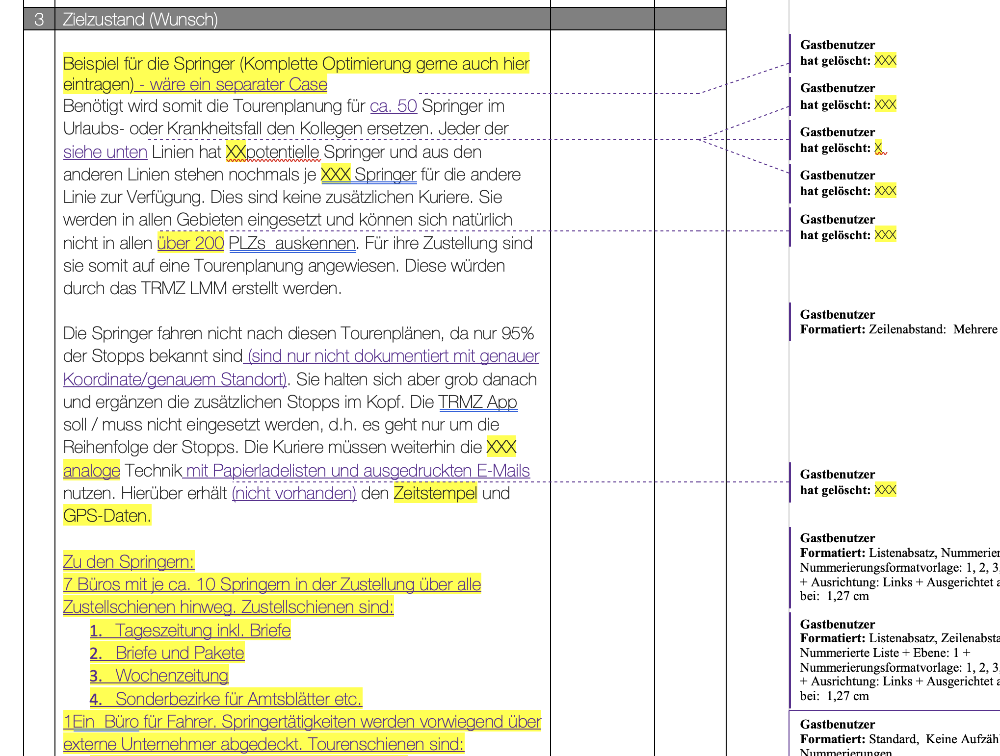 3 Zielzustand (Wunsch)
Beispiel für die Springer (Komplette Optimierung gerne auch hier
eintragen) - wäre ein separater Case
Benötigt wird somit die Tourenplanung für ca. 50 Springer im
Urlaubs- oder Krankheitsfall den Kollegen ersetzen. Jeder der
siehe unten Linien hat XXpotentielle Springer und aus den
anderen Linien stehen nochmals je XXX Springer für die andere
Linie zur Verfügung. Dies sind keine zusätzlichen Kuriere. Sie
werden in allen Gebieten eingesetzt und können sich natürlich
nicht in allen über 200 PLZs  auskennen. Für ihre Zustellung sind
sie somit auf eine Tourenplanung angewiesen. Diese würden
durch das TRMZ LMM erstellt werden.
Die Springer fahren nicht nach diesen Tourenplänen, da nur 95%
der Stopps bekannt sind (sind nur nicht dokumentiert mit genauer
Koordinate/genauem Standort). Sie halten sich aber grob danach
und ergänzen die zusätzlichen Stopps im Kopf. Die TRMZ App
soll / muss nicht eingesetzt werden, d.h. es geht nur um die
Reihenfolge der Stopps. Die Kuriere müssen weiterhin die XXX
analoge Technik mit Papierladelisten und ausgedruckten E-Mails
nutzen. Hierüber erhält (nicht vorhanden) den Zeitstempel und
GPS-Daten.
Zu den Springern:
7 Büros mit je ca. 10 Springern in der Zustellung über alle
Zustellschienen hinweg. Zustellschienen sind:
1. Tageszeitung inkl. Briefe
2. Briefe und Pakete
3. Wochenzeitung
4. Sonderbezirke für Amtsblätter etc.
1Ein  Büro für Fahrer. Springertätigkeiten werden vorwiegend über
externe Unternehmer abgedeckt. Tourenschienen sind:
Gastbenutzer
hat gelöscht: XXX
Gastbenutzer
hat gelöscht: XXX
Gastbenutzer
hat gelöscht: X
Gastbenutzer
hat gelöscht: XXX
Gastbenutzer
hat gelöscht: XXX
Gastbenutzer
Formatiert: Zeilenabstand:  Mehrere
Gastbenutzer
hat gelöscht: XXX
Gastbenutzer
Formatiert: Listenabsatz, Nummerier
Nummerierungsformatvorlage: 1, 2, 3,
+ Ausrichtung: Links + Ausgerichtet a
bei:  1,27 cm
Gastbenutzer
Formatiert: Listenabsatz, Zeilenabsta
Nummerierte Liste + Ebene: 1 +
Nummerierungsformatvorlage: 1, 2, 3,
+ Ausrichtung: Links + Ausgerichtet a
bei:  1,27 cm
Gastbenutzer
Formatiert: Standard,  Keine Aufzähl
Nummerierungen